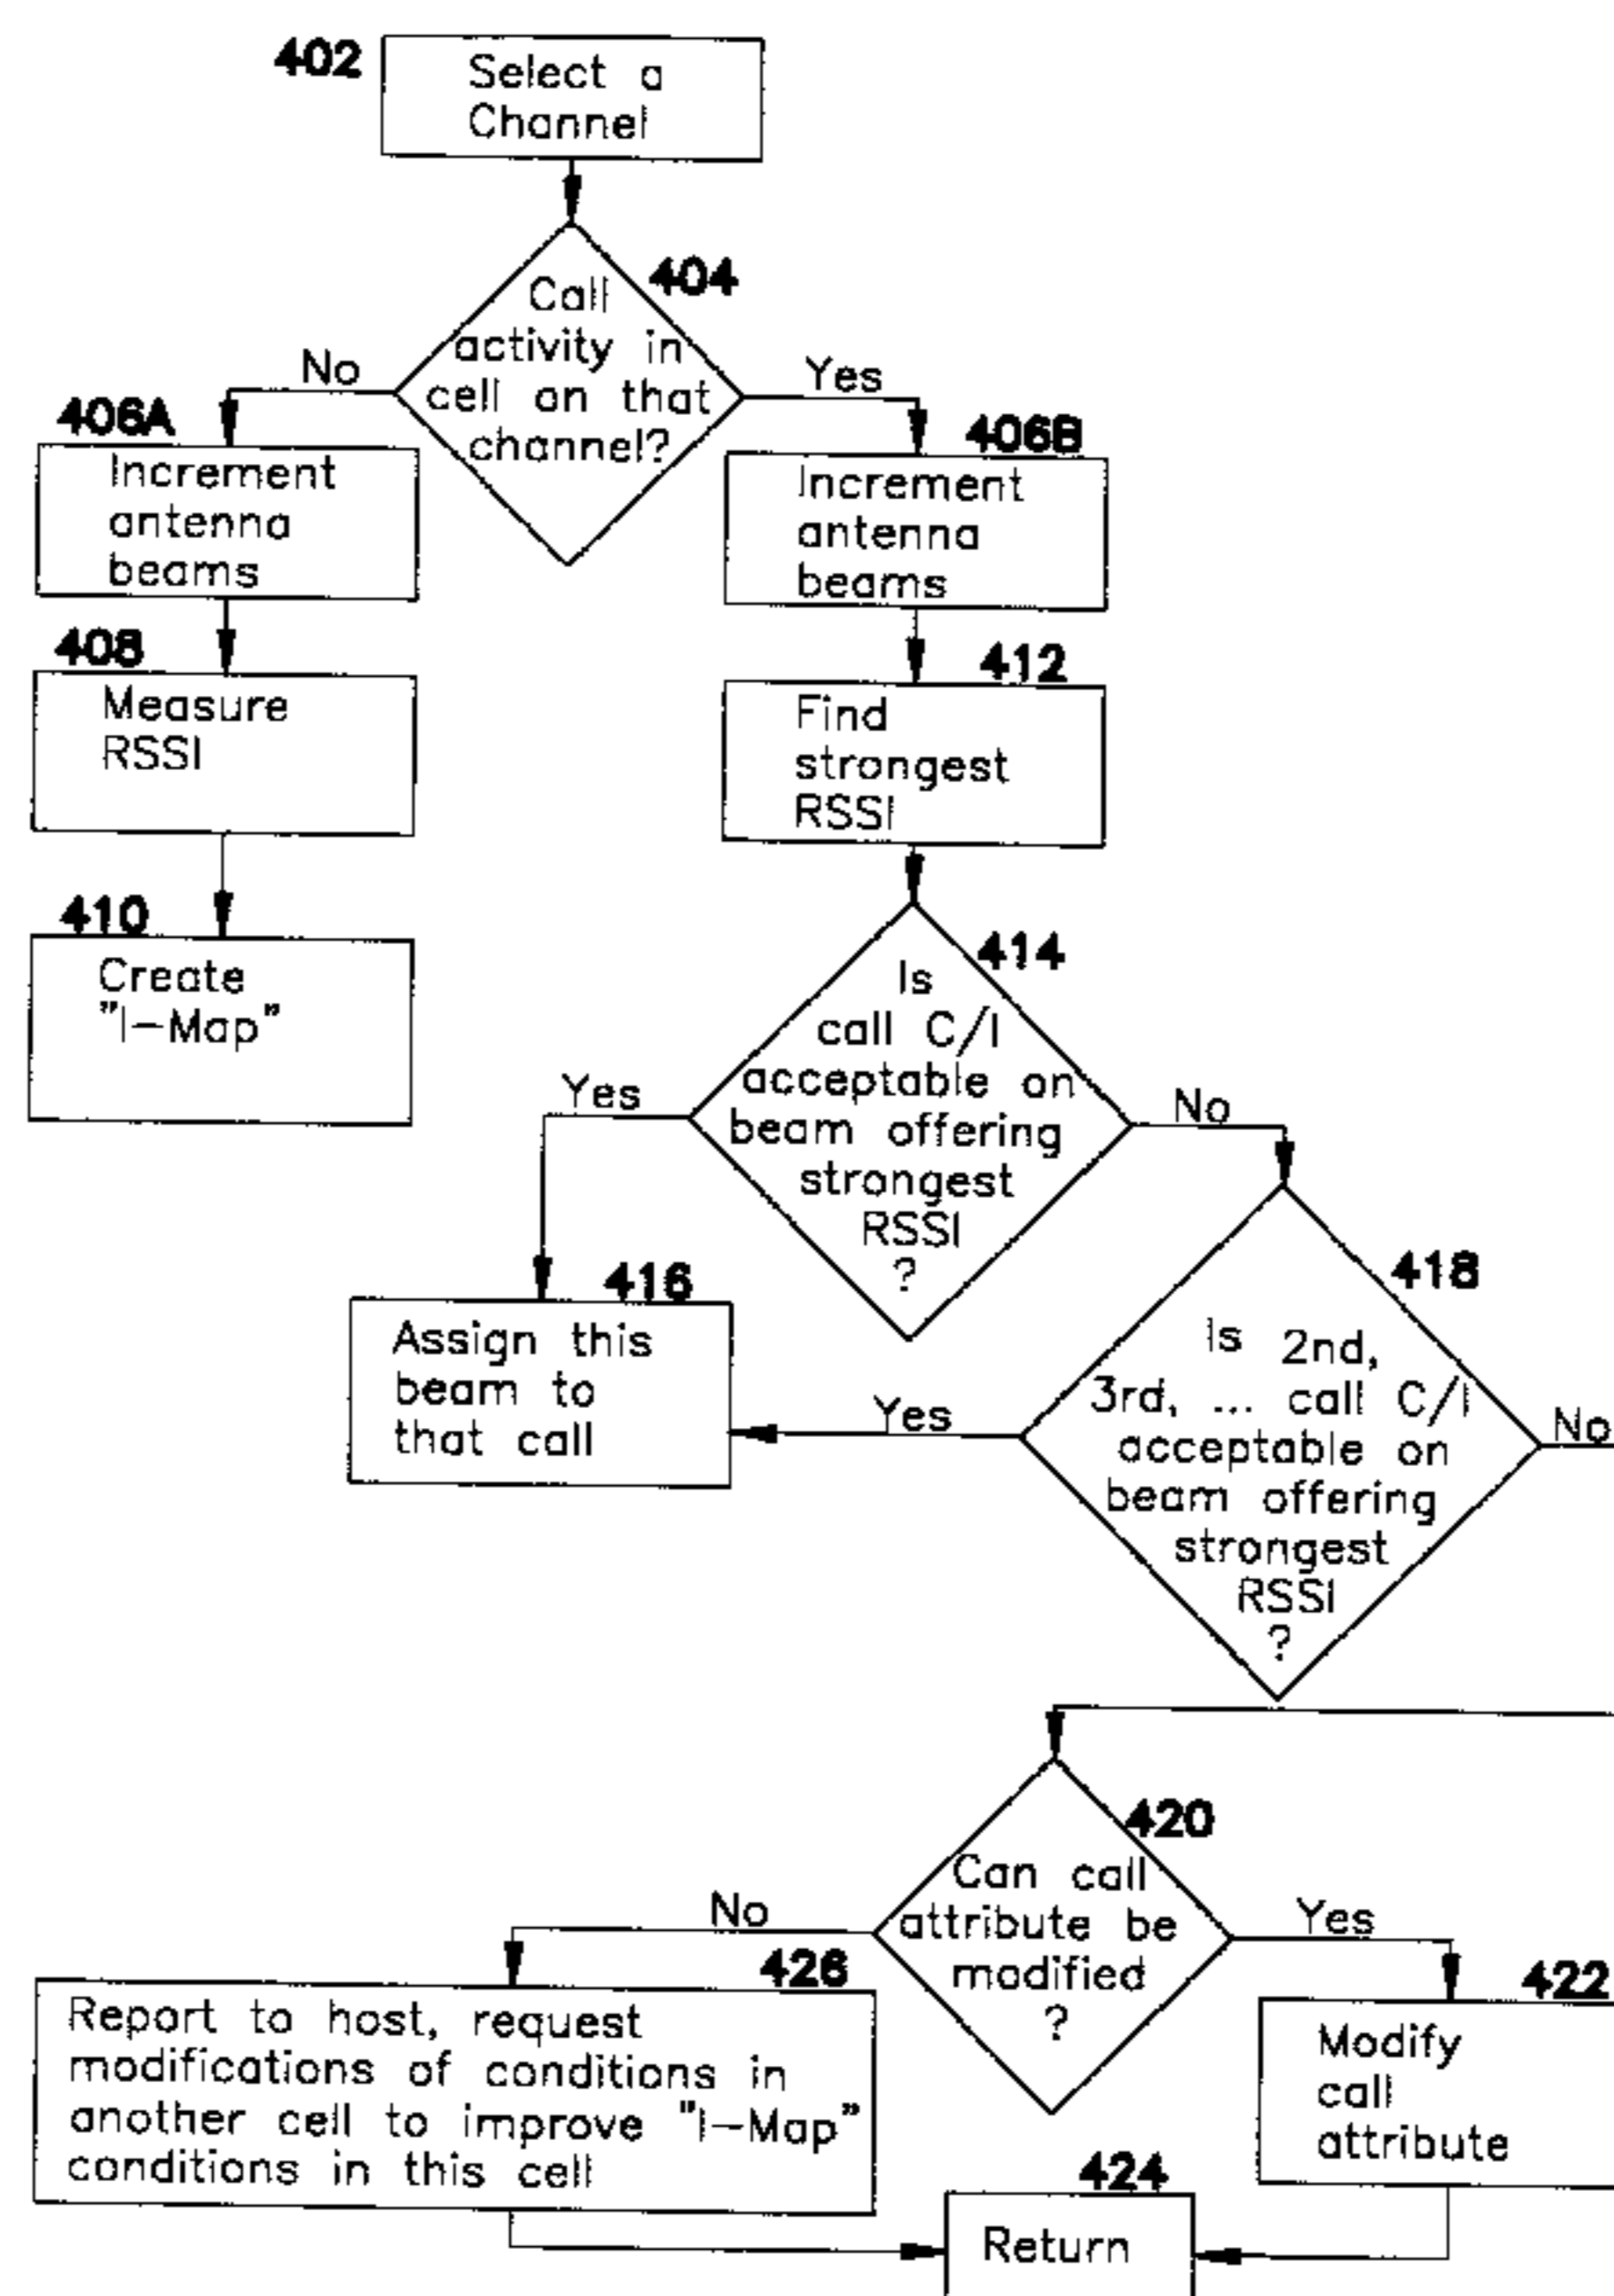 402
Select a
Channel
404
Call
activity in
cell on that
channel?
No
Yes
406A
Increment
antenna
beams
406B
Increment
antenna
beams
408
Measure
RSSI
412
Find
strongest
RSSI
410
Create
"I-Map"
414
Is
call C/I
acceptable on
beam offering
strongest
RSSI
?
Yes
No
416
Assign this
beam to
that call
418
Is 2nd,
3rd, ... call C/I
acceptable on
beam offering
strongest
RSSI
?
Yes
No
420
Can call
attribute be
modified
?
No
Yes
426
Report to host, request
modifications of conditions in
another cell to improve "I-Map"
conditions in this cell
422
Modify
call
attribute
424
Return